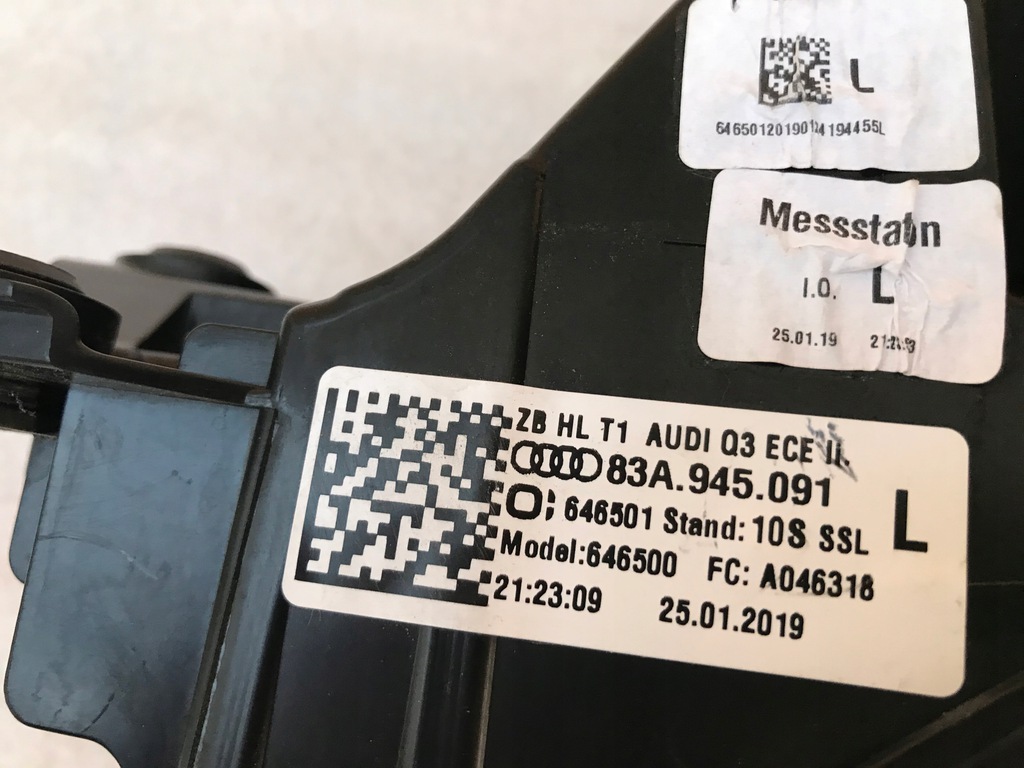 L
64650120190124194455L
Messstation
I.O. L
25.01.19
ZB HL T1 AUDI Q3 ECE
83A.945.091
646501 Stand: 10S SSL L
Model:646500 FC: A046318
21:23:09 25.01.2019